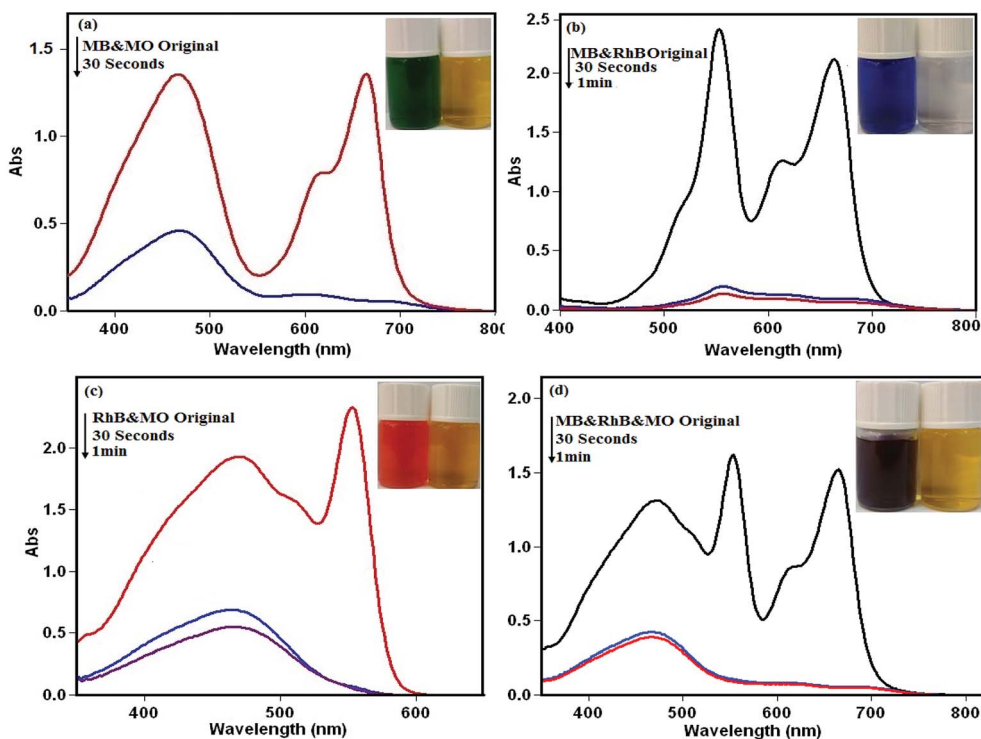 (a)
MB&MO Original
30 Seconds
1.5
1.0
0.5
0.0
Abs
400
500
600
700
800
Wavelength (nm)
(b)
MB&RhBOriginal
30 Seconds
1min
2.5
2.0
1.5
1.0
0.5
0.0
Abs
400
500
600
700
800
Wavelength (nm)
(c)
RhB&MO Original
30 Seconds
1min
2.0
1.5
1.0
0.5
0.0
Abs
400
500
600
Wavelength (nm)
(d)
MB&RhB&MO Original
30 Seconds
1min
2.0
1.5
1.0
0.5
0.0
400
500
600
700
800
Wavelength (nm)